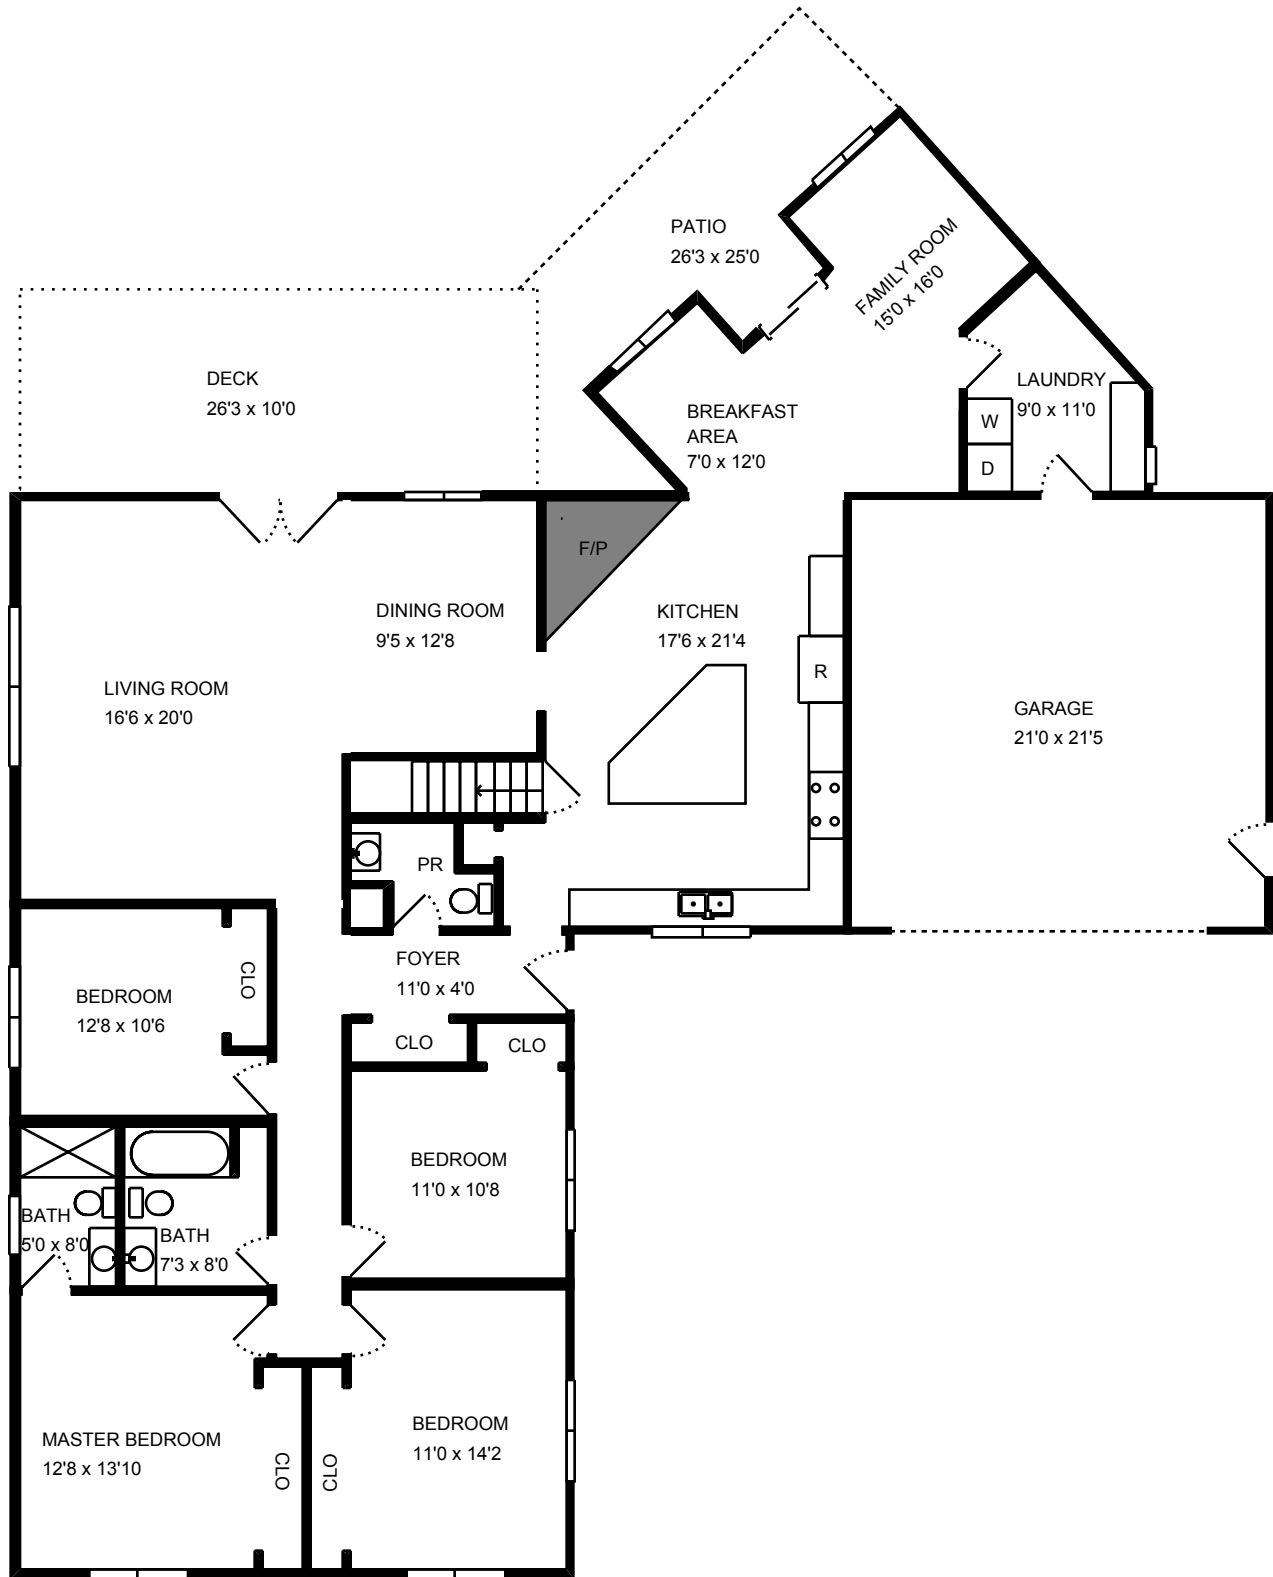 PATIO
26'3 x 25'0
FAMILY ROOM
15'0 x 16'0
DECK
26'3 x 10'0
LAUNDRY
9'0 x 11'0
W
D
BREAKFAST
AREA
7'0 x 12'0
F/P
DINING ROOM
9'5 x 12'8
KITCHEN
17'6 x 21'4
R
LIVING ROOM
16'6 x 20'0
GARAGE
21'0 x 21'5
PR
FOYER
11'0 x 4'0
CLO
BEDROOM
12'8 x 10'6
CLO
CLO
BEDROOM
11'0 x 10'8
BATH
5'0 x 8'0
BATH
7'3 x 8'0
MASTER BEDROOM
12'8 x 13'10
CLO
CLO
BEDROOM
11'0 x 14'2